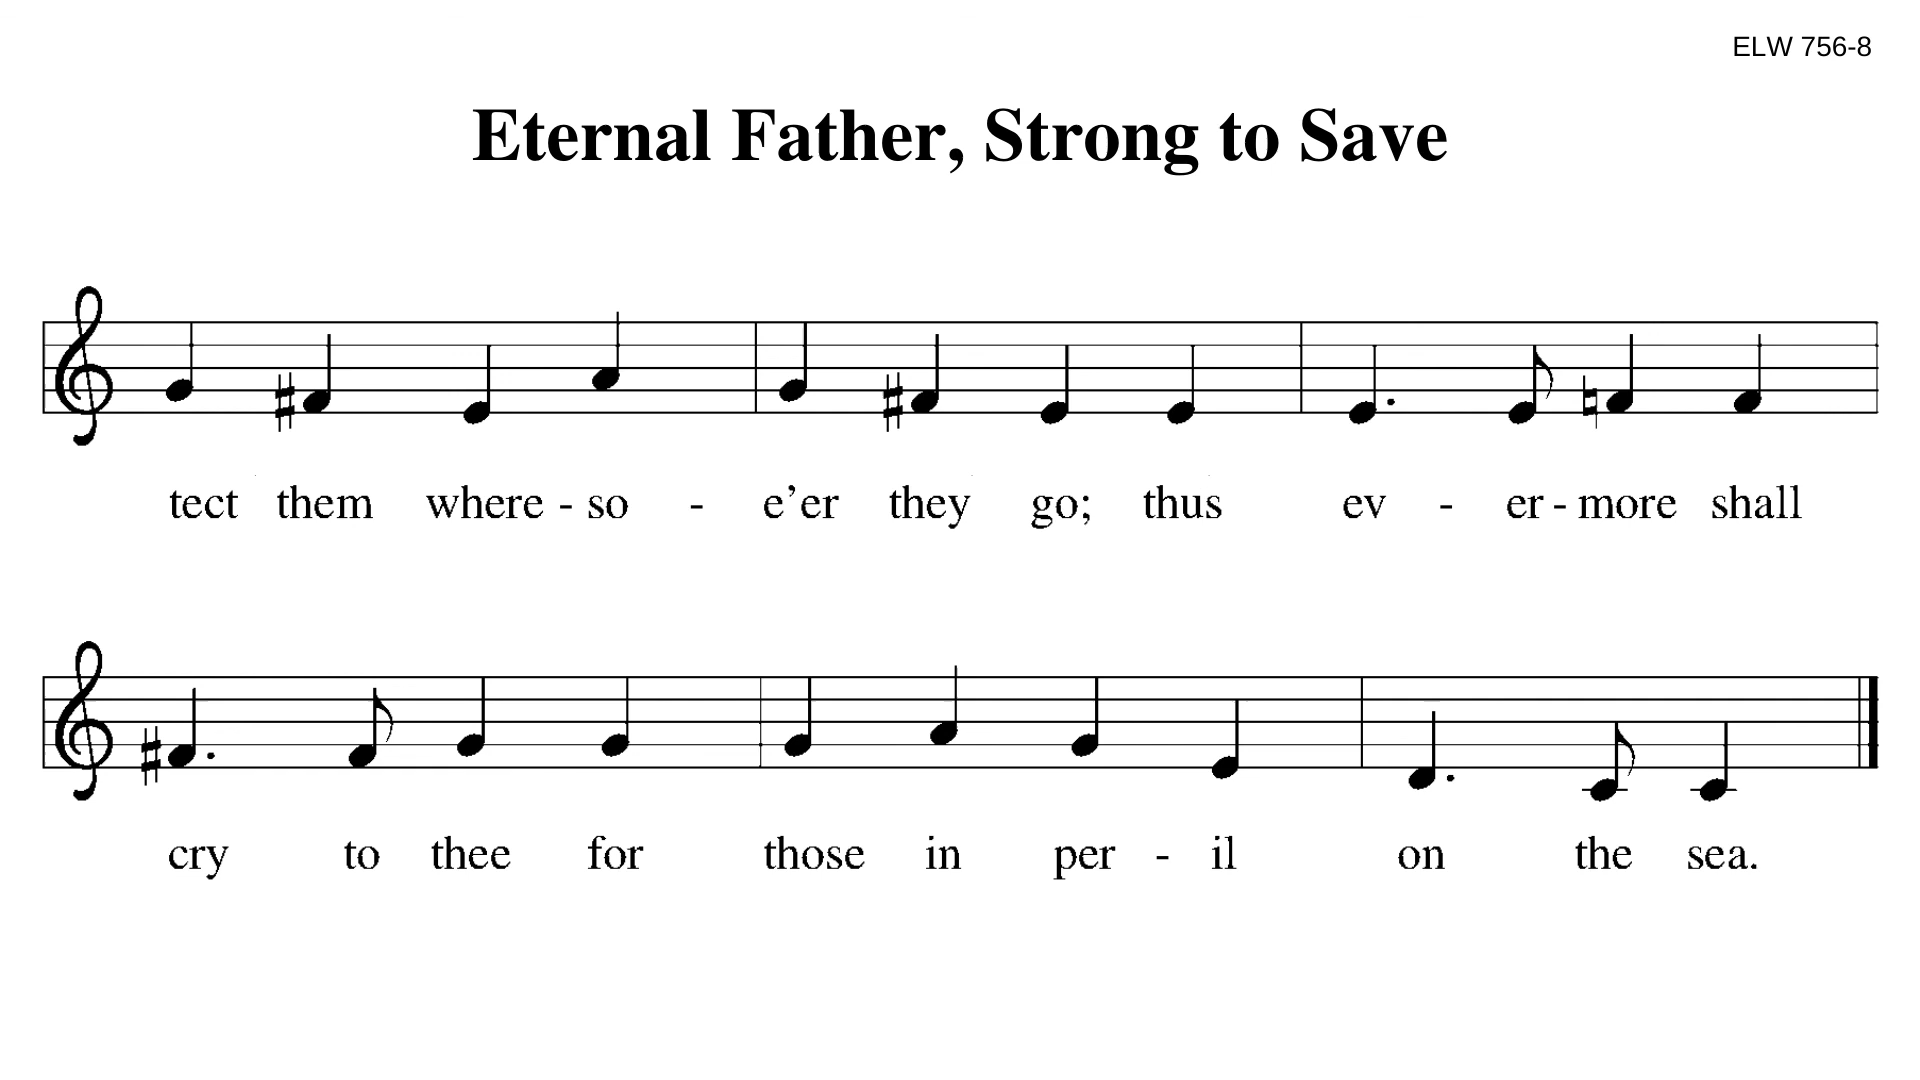 ELW 756-8
Eternal Father, Strong to Save
tect them where - so - e’er they go; thus ev - er - more shall
cry to thee for those in per - il on the sea.